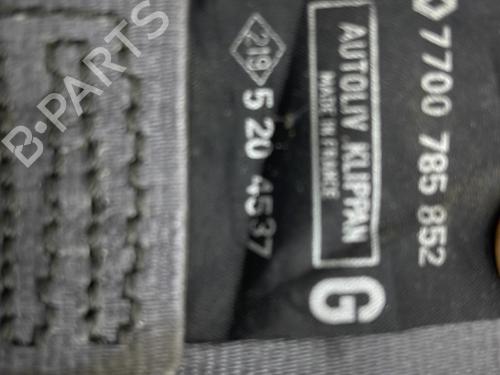 7700 785 852
AUTOLIV KLIPPAN
MADE IN FRANCE
G
219
5 20 4537
B-PARTS